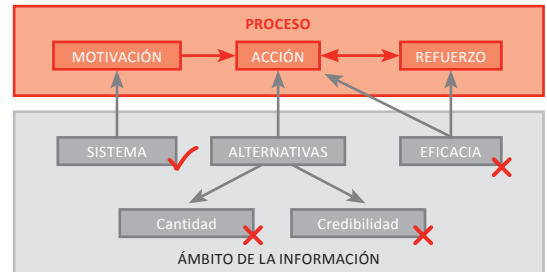 PROCESO
MOTIVACIÓN
ACCIÓN
REFUERZO
SISTEMA
ALTERNATIVAS
EFICACIA
Cantidad
Credibilidad
ÁMBITO DE LA INFORMACIÓN